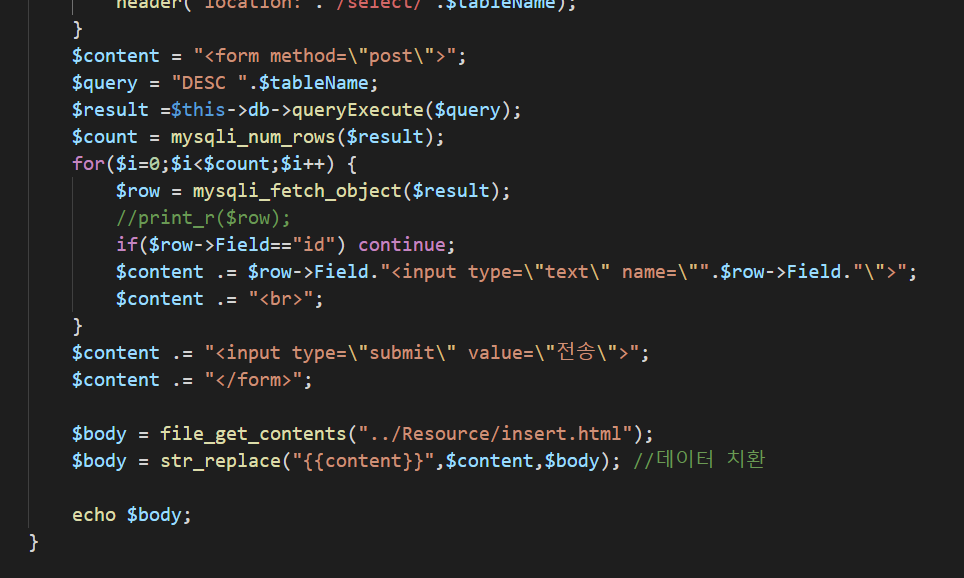 header("location: "."/select/".$tableName);
}
$content = "<form method=\"post\">";
$query = "DESC ".$tableName;
$result =$this->db->queryExecute($query);
$count = mysqli_num_rows($result);
for($i=0;$i<$count;$i++) {
$row = mysqli_fetch_object($result);
//print_r($row);
if($row->Field=="id") continue;
$content .= $row->Field."<input type=\"text\" name=\"".$row->Field."\">";
$content .= "<br>";
}
$content .= "<input type=\"submit\" value=\"전송\">";
$content .= "</form>";
$body = file_get_contents("../Resource/insert.html");
$body = str_replace("{{content}}",$content,$body); //데이터 치환
echo $body;
}